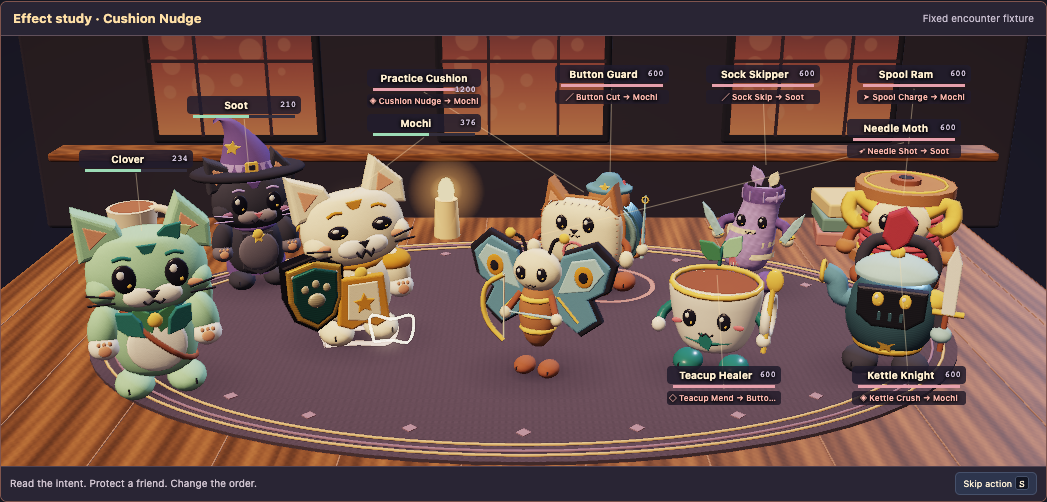 Effect study · Cushion Nudge
Fixed encounter fixture
Practice Cushion
1200
◈ Cushion Nudge → Mochi
Button Guard 600
⟋ Button Cut → Mochi
Sock Skipper 600
⟋ Sock Skip → Soot
Spool Ram 600
➤ Spool Charge → Mochi
Soot 210
Mochi 376
Needle Moth 600
➶ Needle Shot → Soot
Clover 234
Teacup Healer 600
◇ Teacup Mend → Butto...
Kettle Knight 600
◈ Kettle Crush → Mochi
Read the intent. Protect a friend. Change the order.
Skip action S